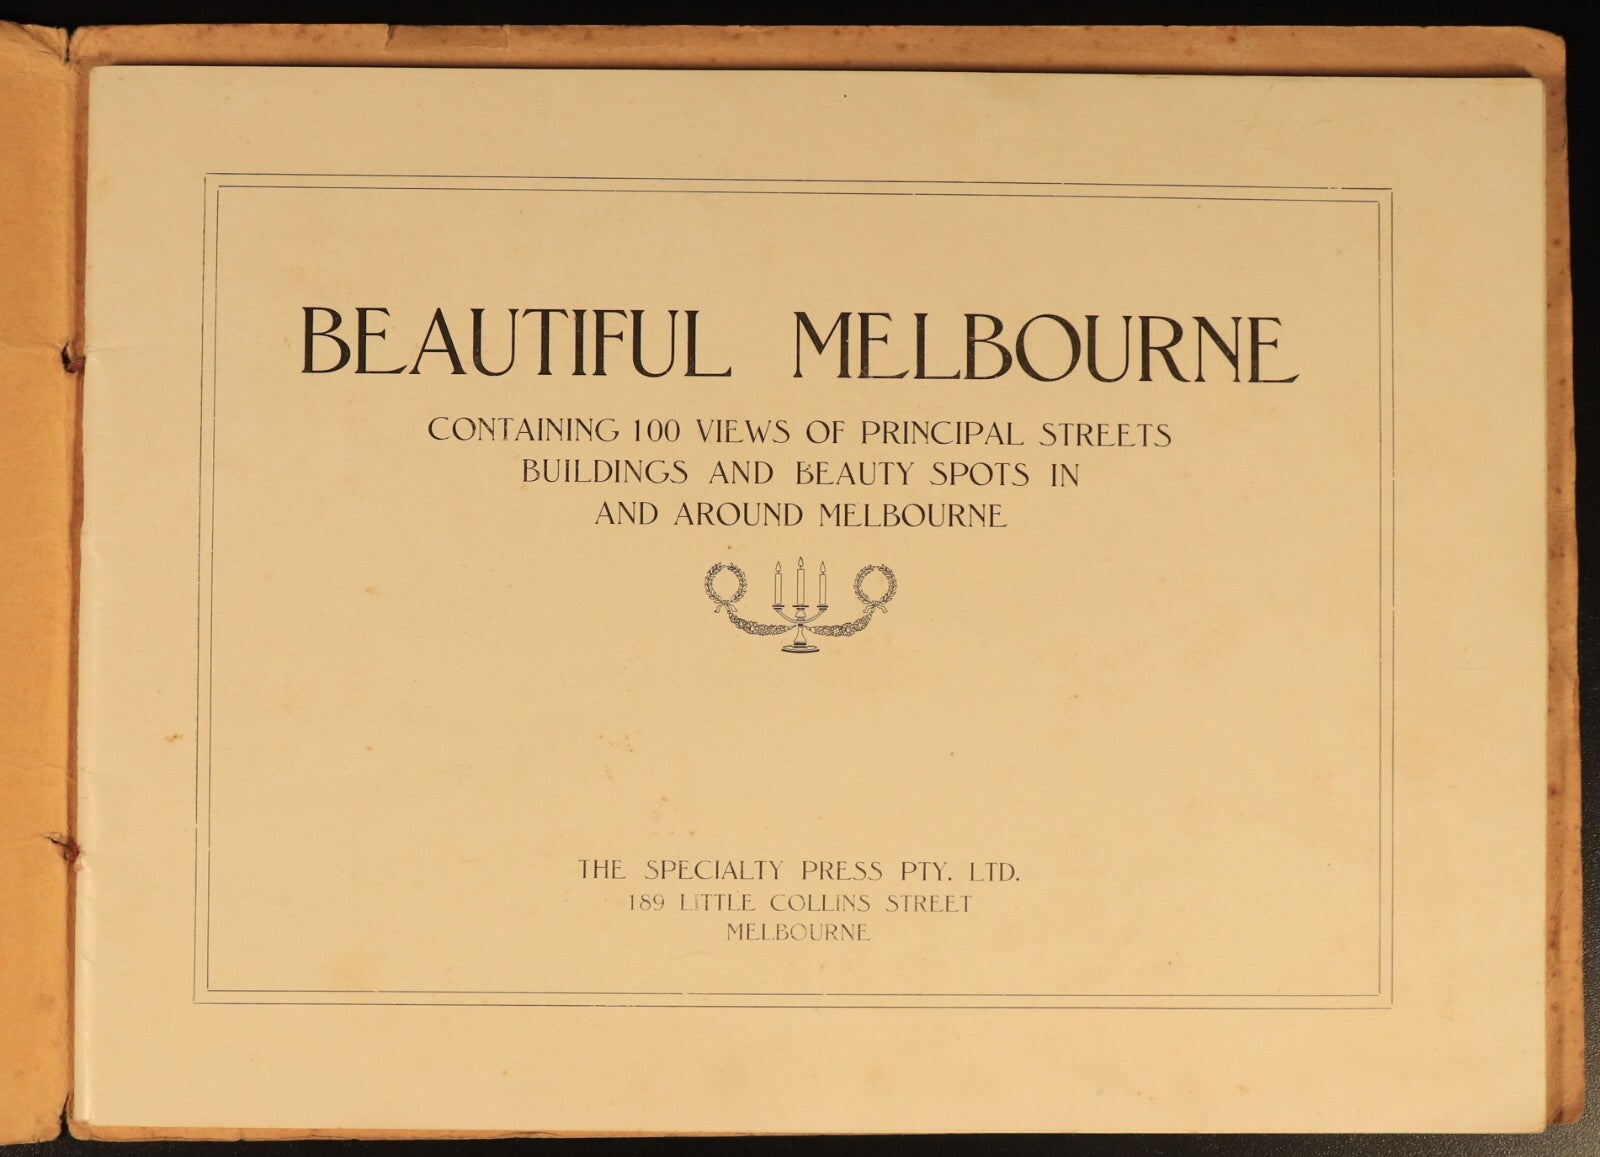 BEAUTIFUL MELBOURNE
CONTAINING 100 VIEWS OF PRINCIPAL STREETS
BUILDINGS AND BEAUTY SPOTS IN
AND AROUND MELBOURNE
THE SPECIALTY PRESS PTY. LTD.
189 LITTLE COLLINS STREET
MELBOURNE